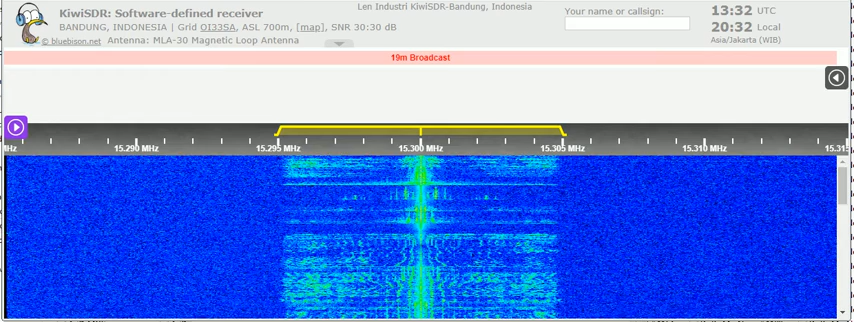 KiwiSDR: Software-defined receiver
Len Industri KiwiSDR-Bandung, Indonesia
BANDUNG, INDONESIA | Grid OI33SA, ASL 700m, [map], SNR 30:30 dB
© bluebison.net Antenna: MLA-30 Magnetic Loop Antenna
Your name or callsign:
13:32 UTC
20:32 Local
Asia/Jakarta (WIB)
19m Broadcast
MHz 15.290 MHz 15.295 MHz 15.300 MHz 15.305 MHz 15.310 MHz 15.315